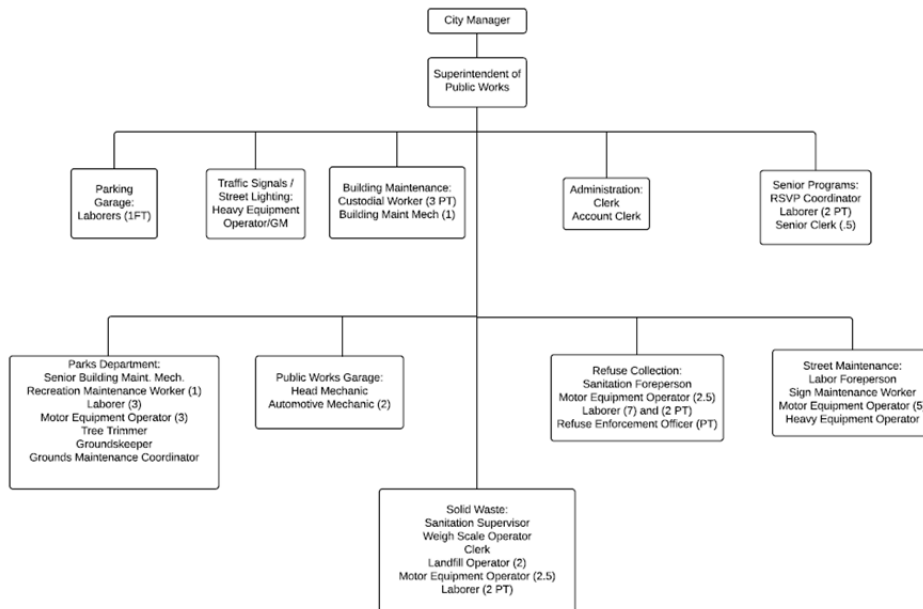 City Manager
Superintendent of
Public Works
Parking
Garage:
Laborers (1FT)
Traffic Signals /
Street Lighting:
Heavy Equipment
Operator/GM
Building Maintenance:
Custodial Worker (3 PT)
Building Maint Mech (1)
Administration:
Clerk
Account Clerk
Senior Programs:
RSVP Coordinator
Laborer (2 PT)
Senior Clerk (.5)
Parks Department:
Senior Building Maint. Mech.
Recreation Maintenance Worker (1)
Laborer (3)
Motor Equipment Operator (3)
Tree Trimmer
Groundskeeper
Grounds Maintenance Coordinator
Public Works Garage:
Head Mechanic
Automotive Mechanic (2)
Refuse Collection:
Sanitation Foreperson
Motor Equipment Operator (2.5)
Laborer (7) and (2 PT)
Refuse Enforcement Officer (PT)
Street Maintenance:
Labor Foreperson
Sign Maintenance Worker
Motor Equipment Operator (5
Heavy Equipment Operator
Solid Waste:
Sanitation Supervisor
Weigh Scale Operator
Clerk
Landfill Operator (2)
Motor Equipment Operator (2.5)
Laborer (2 PT)